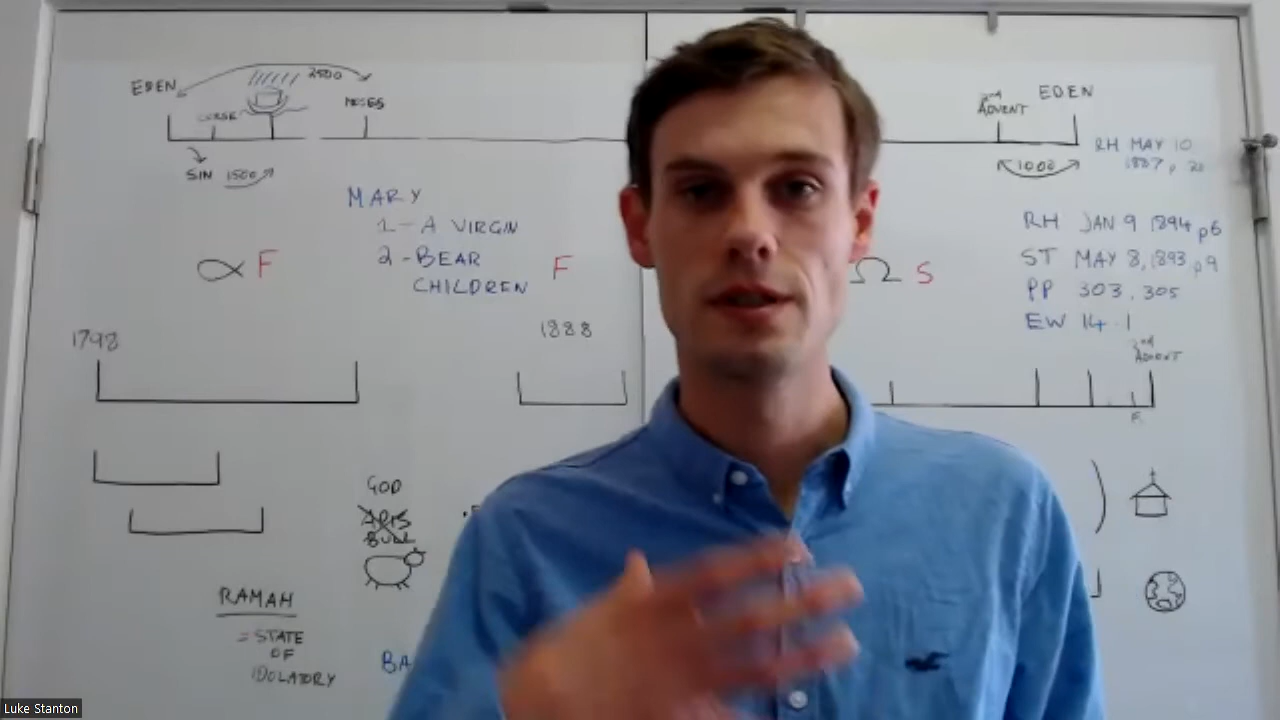 EDEN
2500
CURSE
MOSES
SIN 1500
2nd
ADVENT
EDEN
1000
RH MAY 10
MARY
1 - A VIRGIN
2 - BEAR
CHILDREN
∝ F
F
Ω S
RH JAN 9 1894 p6
ST MAY 8, 1893 p9
PP 303.305
EW 14.1
1798
1888
2nd
ADVENT
GOD
APIS
BULL
RAMAH
= STATE
OF
IDOLATORY
BA
Luke Stanton